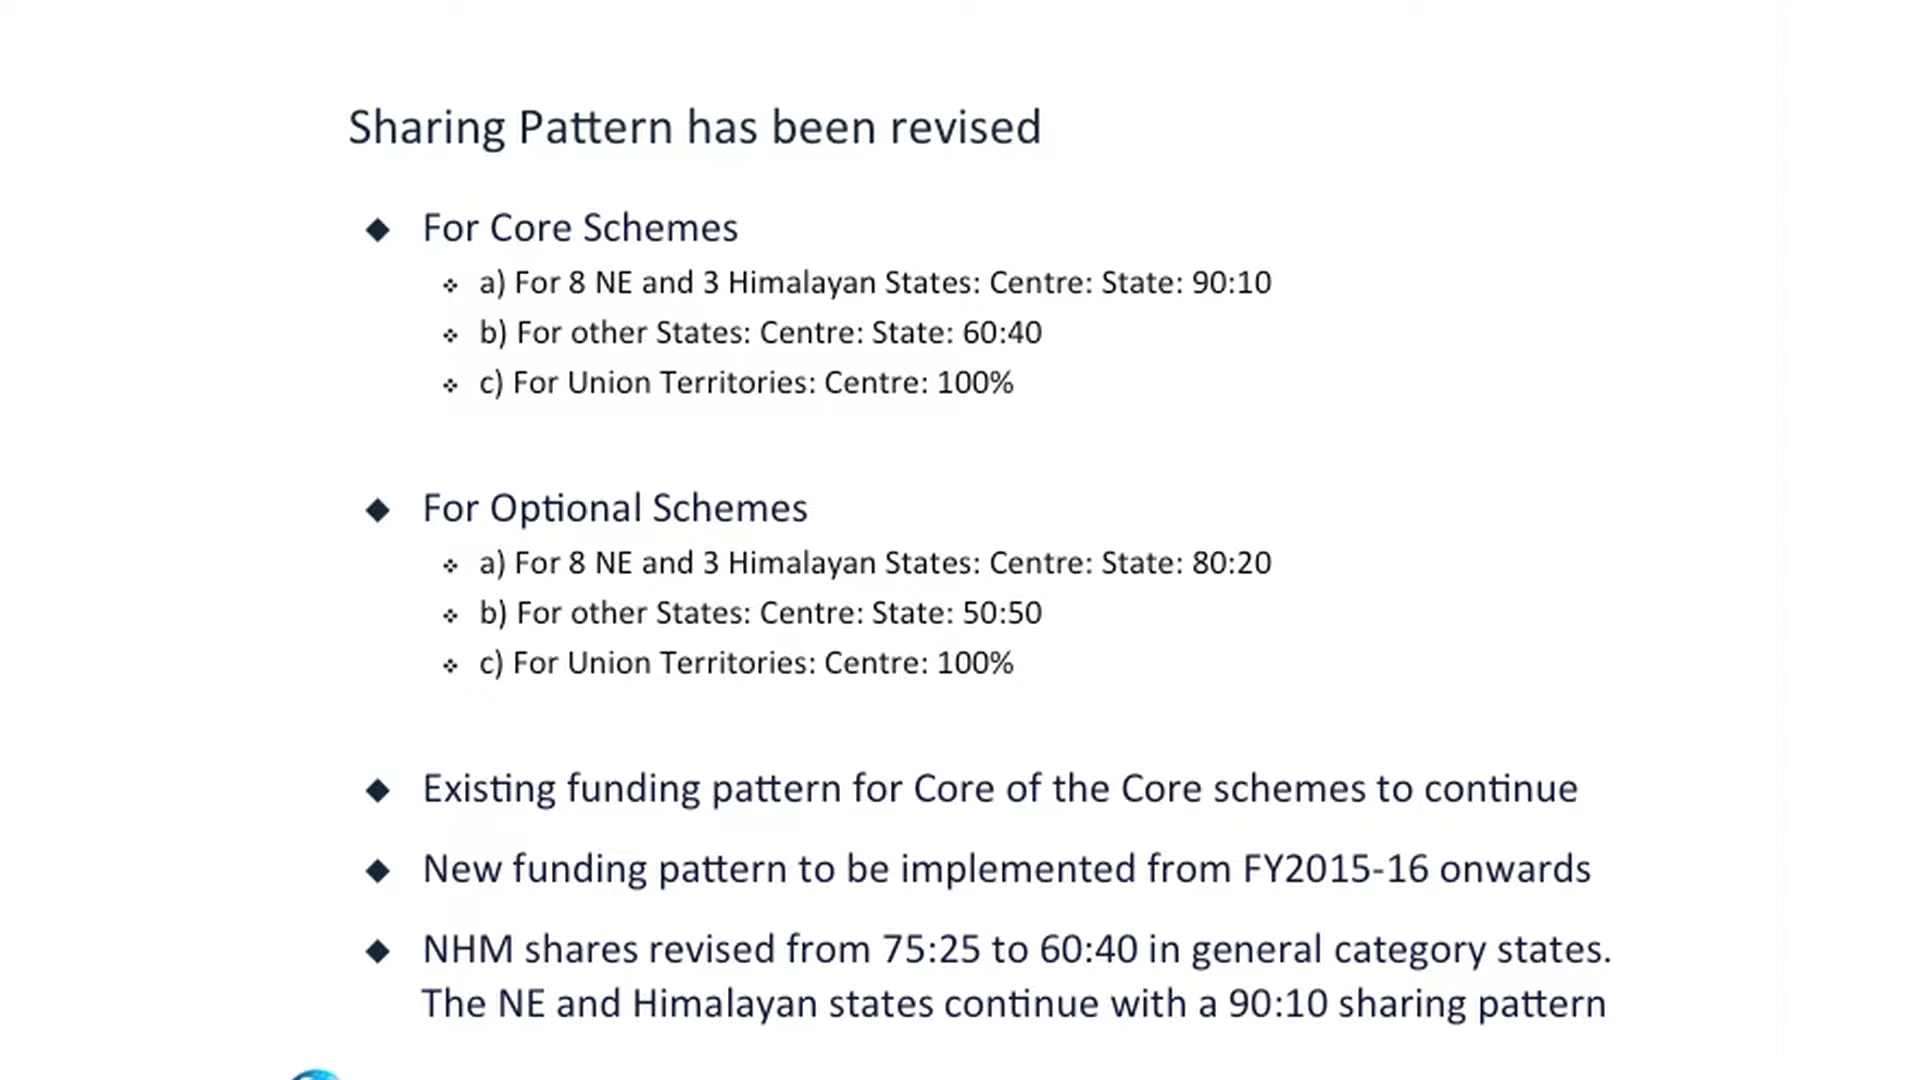 Sharing Pattern has been revised
For Core Schemes
a) For 8 NE and 3 Himalayan States: Centre: State: 90:10
b) For other States: Centre: State: 60:40
c) For Union Territories: Centre: 100%
For Optional Schemes
a) For 8 NE and 3 Himalayan States: Centre: State: 80:20
b) For other States: Centre: State: 50:50
c) For Union Territories: Centre: 100%
Existing funding pattern for Core of the Core schemes to continue
New funding pattern to be implemented from FY2015-16 onwards
NHM shares revised from 75:25 to 60:40 in general category states.
The NE and Himalayan states continue with a 90:10 sharing pattern